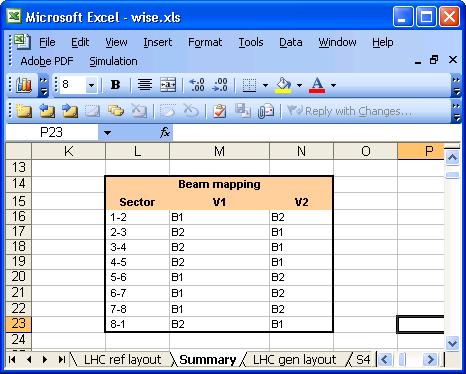 Microsoft Excel - wise.xls
File Edit View Insert Format Tools Data Window Help
Adobe PDF Simulation
8 B
Reply with Changes...
P23 fx
K L M N O P
13
14 Beam mapping
15 Sector V1 V2
16 1-2 B1 B2
17 2-3 B2 B1
18 3-4 B2 B1
19 4-5 B2 B1
20 5-6 B1 B2
21 6-7 B1 B2
22 7-8 B1 B2
23 8-1 B2 B1
24
LHC ref layout Summary LHC gen layout S4